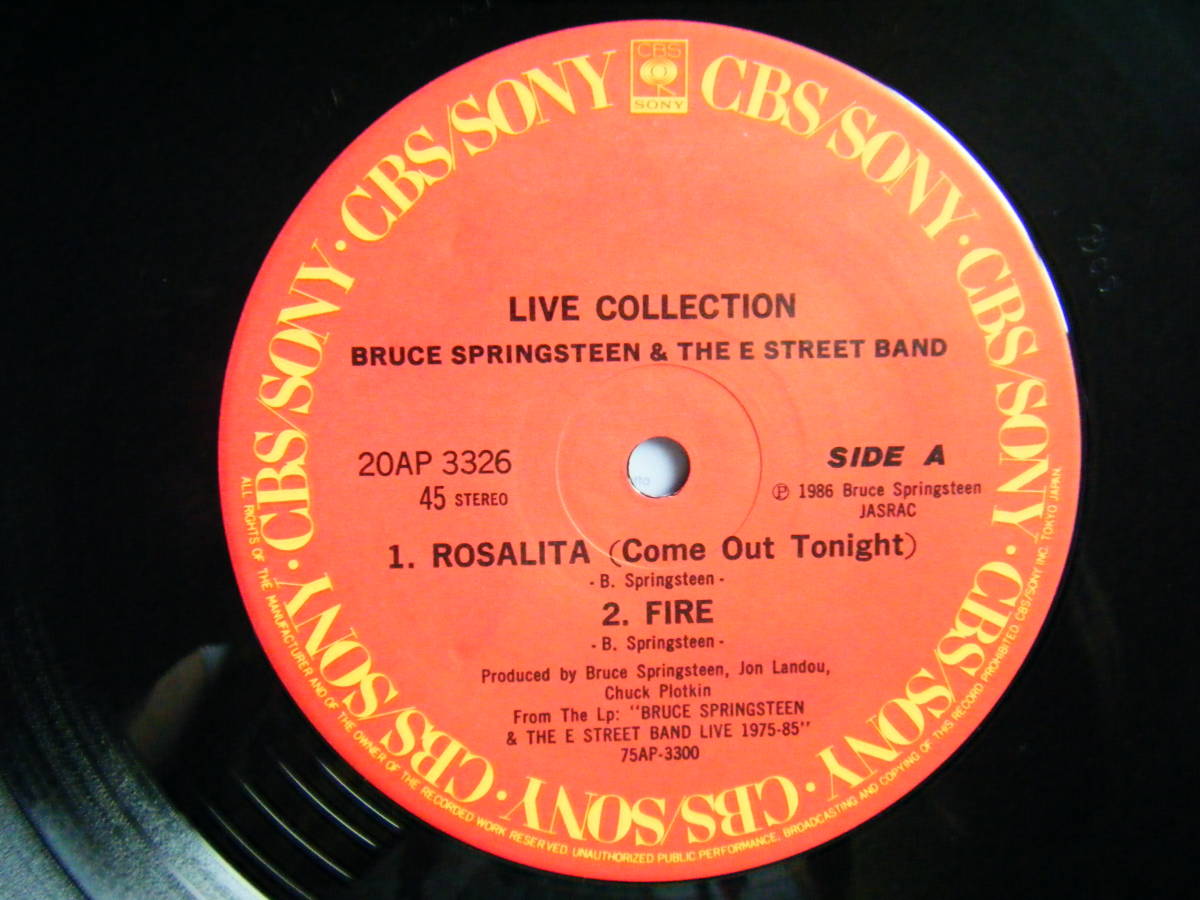 CBS
SONY
CBS/SONY · CBS/SONY · CBS/SONY · CBS/SONY · CBS/SONY · CBS/SONY · CBS/SONY · CBS/SONY
LIVE COLLECTION
BRUCE SPRINGSTEEN & THE E STREET BAND
20AP 3326
45 STEREO
SIDE A
Ⓟ 1986 Bruce Springsteen
JASRAC
1. ROSALITA (Come Out Tonight)
- B. Springsteen -
2. FIRE
- B. Springsteen -
Produced by Bruce Springsteen, Jon Landou,
Chuck Plotkin
From The Lp: "BRUCE SPRINGSTEEN
& THE E STREET BAND LIVE 1975-85"
75AP-3300
ALL RIGHTS OF THE MANUFACTURER AND OF THE OWNER OF THE RECORDED WORK RESERVED. UNAUTHORIZED PUBLIC PERFORMANCE, BROADCASTING AND COPYING OF THIS RECORD PROHIBITED. CBS/SONY INC. TOKYO JAPAN.